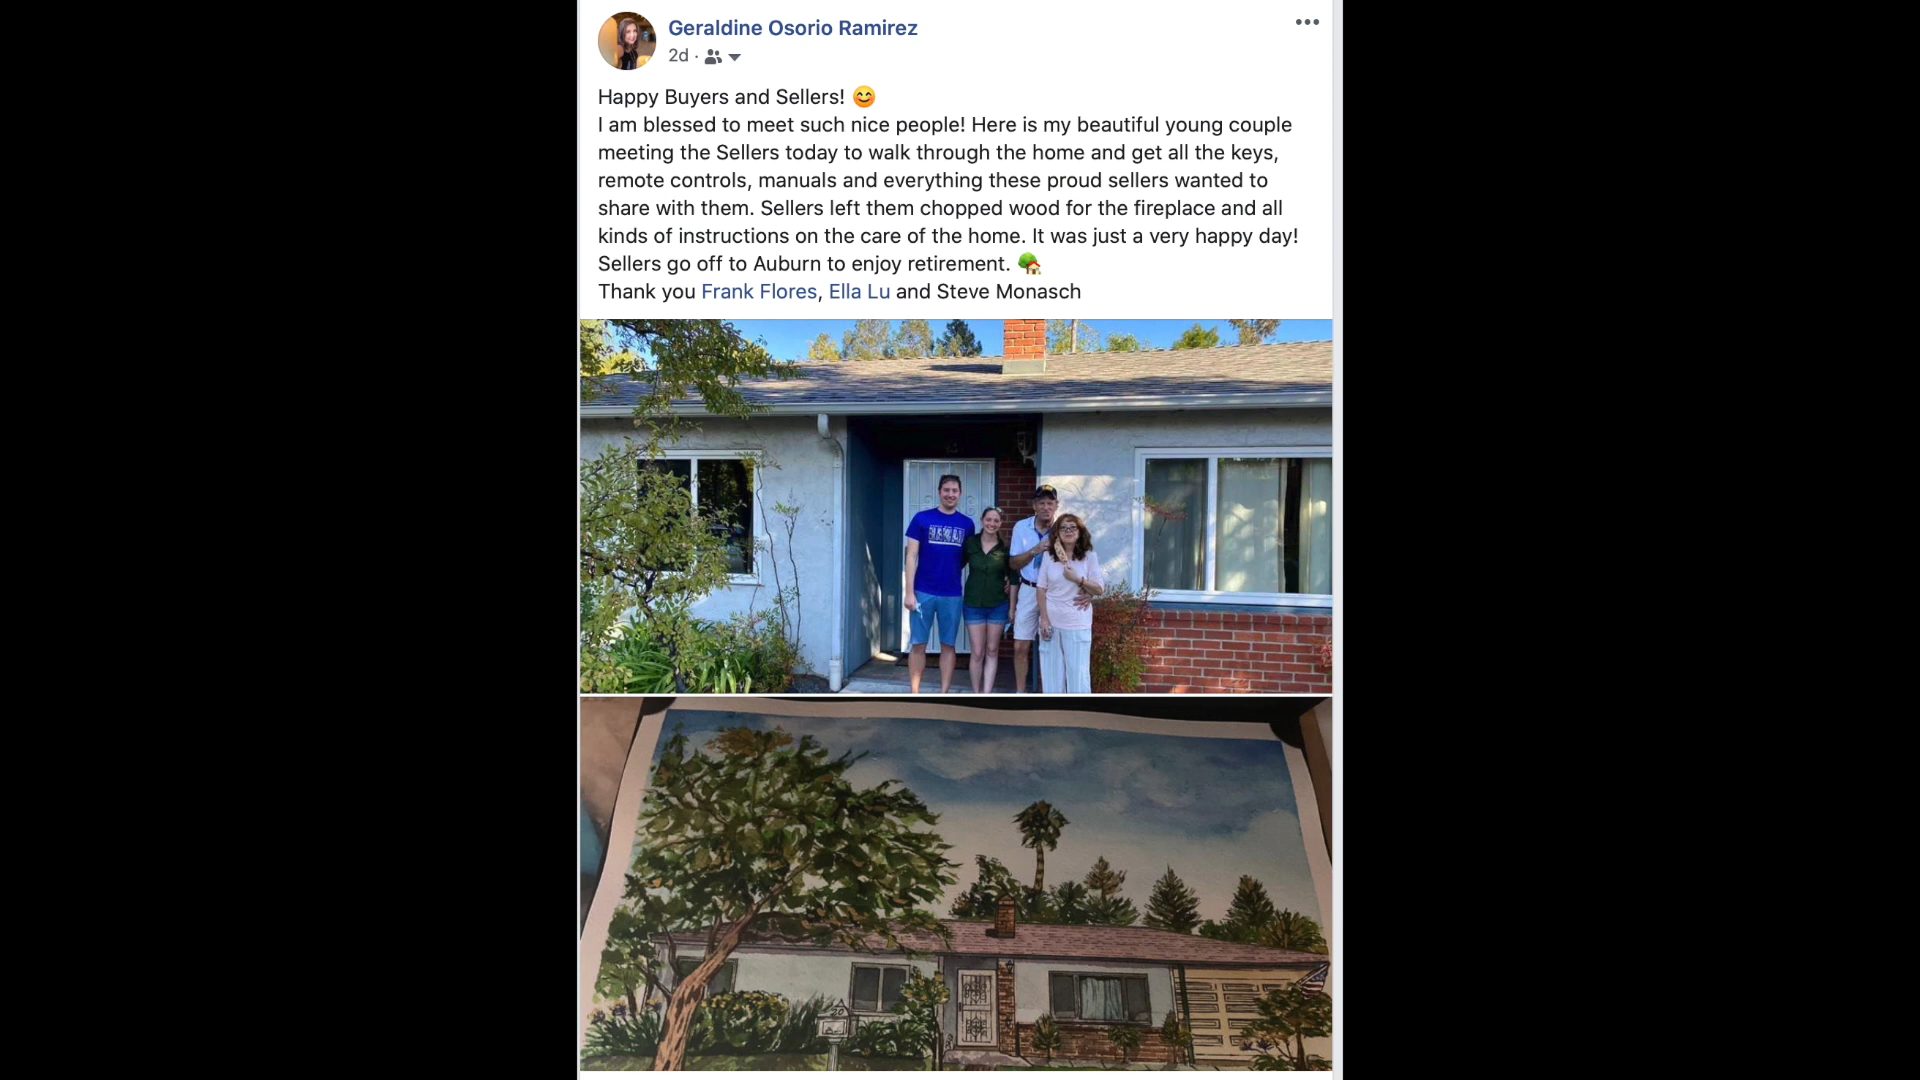 Geraldine Osorio Ramirez
2d ·
Happy Buyers and Sellers! 😊
I am blessed to meet such nice people! Here is my beautiful young couple
meeting the Sellers today to walk through the home and get all the keys,
remote controls, manuals and everything these proud sellers wanted to
share with them. Sellers left them chopped wood for the fireplace and all
kinds of instructions on the care of the home. It was just a very happy day!
Sellers go off to Auburn to enjoy retirement. 🏡
Thank you Frank Flores, Ella Lu and Steve Monasch